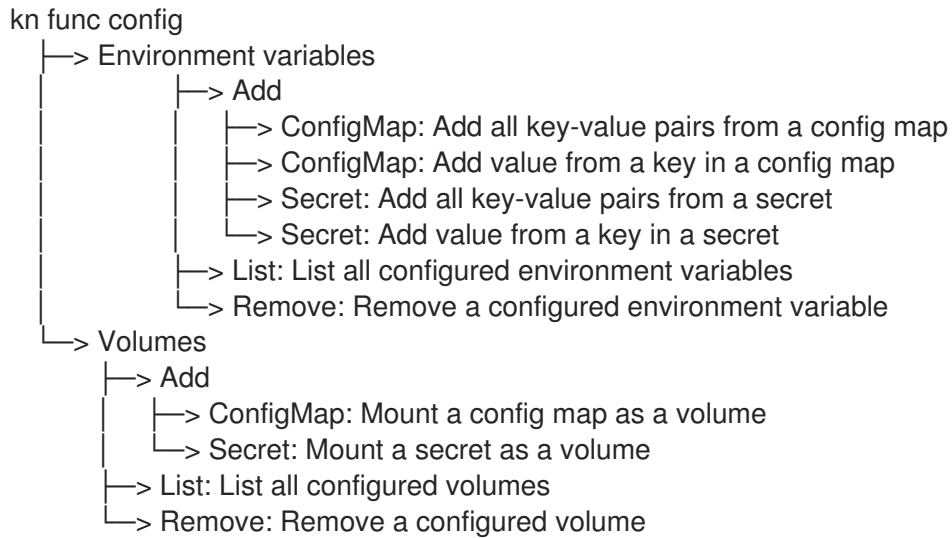 kn func config
├─> Environment variables
│ ├─> Add
│ │ ├─> ConfigMap: Add all key-value pairs from a config map
│ │ ├─> ConfigMap: Add value from a key in a config map
│ │ ├─> Secret: Add all key-value pairs from a secret
│ │ └─> Secret: Add value from a key in a secret
│ ├─> List: List all configured environment variables
│ └─> Remove: Remove a configured environment variable
└─> Volumes
├─> Add
│ ├─> ConfigMap: Mount a config map as a volume
│ └─> Secret: Mount a secret as a volume
├─> List: List all configured volumes
└─> Remove: Remove a configured volume